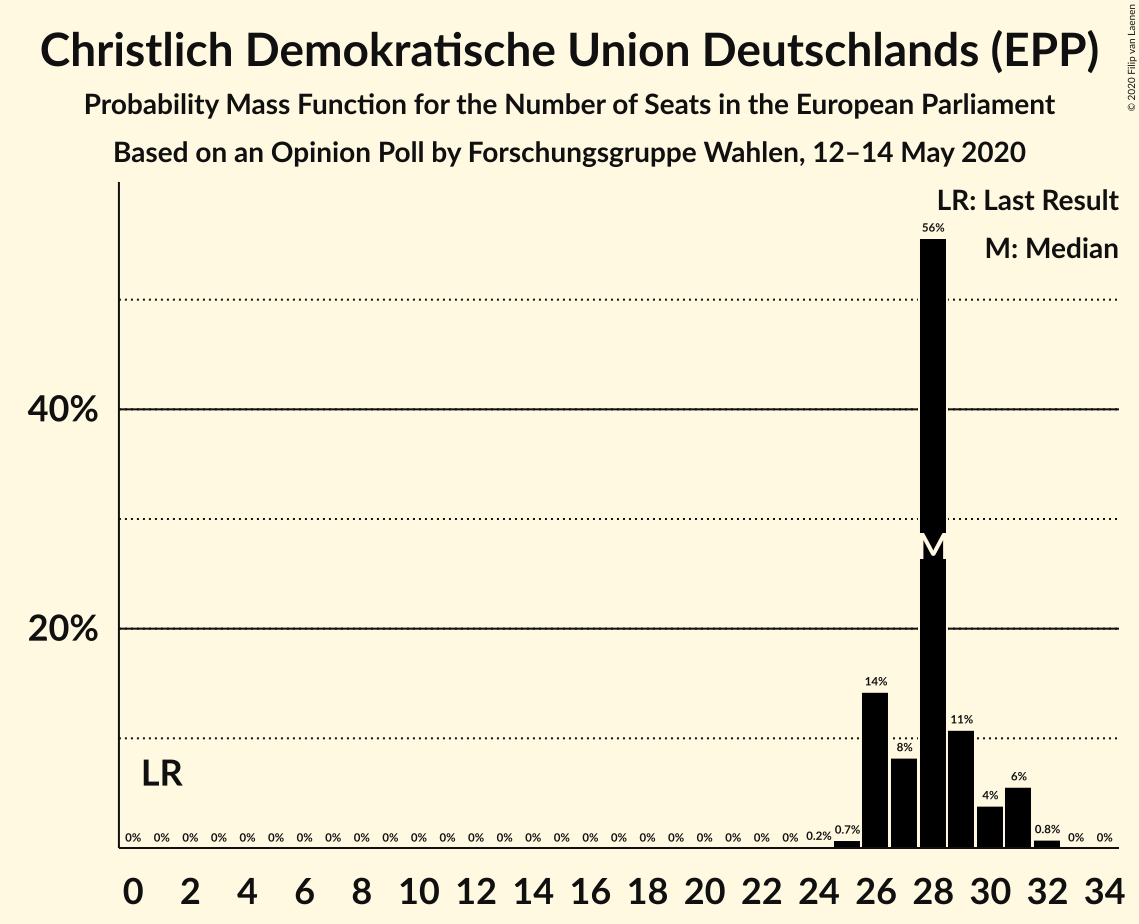 Christlich Demokratische Union Deutschlands (EPP)
Probability Mass Function for the Number of Seats in the European Parliament
Based on an Opinion Poll by Forschungsgruppe Wahlen, 12–14 May 2020
© 2020 Filip van Laenen
LR: Last Result
M: Median
56%
40%
M
20%
14%
11%
8%
LR
6%
4%
0% 0% 0% 0% 0% 0% 0% 0% 0% 0% 0% 0% 0% 0% 0% 0% 0% 0% 0% 0% 0% 0% 0% 0% 0.2% 0.7% 0.8% 0% 0%
0 2 4 6 8 10 12 14 16 18 20 22 24 26 28 30 32 34